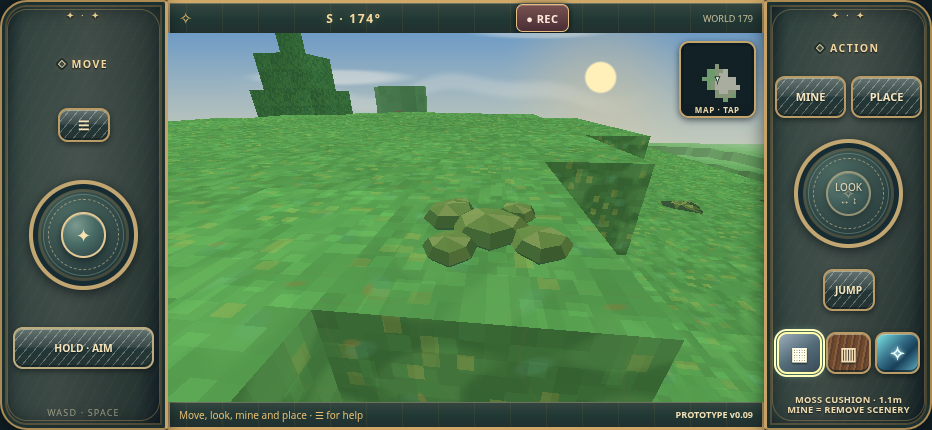 MOVE
☰
HOLD · AIM
WASD · SPACE
S · 174°
● REC
WORLD 179
MAP · TAP
Move, look, mine and place · ☰ for help
PROTOTYPE v0.09
ACTION
MINE
PLACE
LOOK
JUMP
MOSS CUSHION · 1.1m
MINE = REMOVE SCENERY